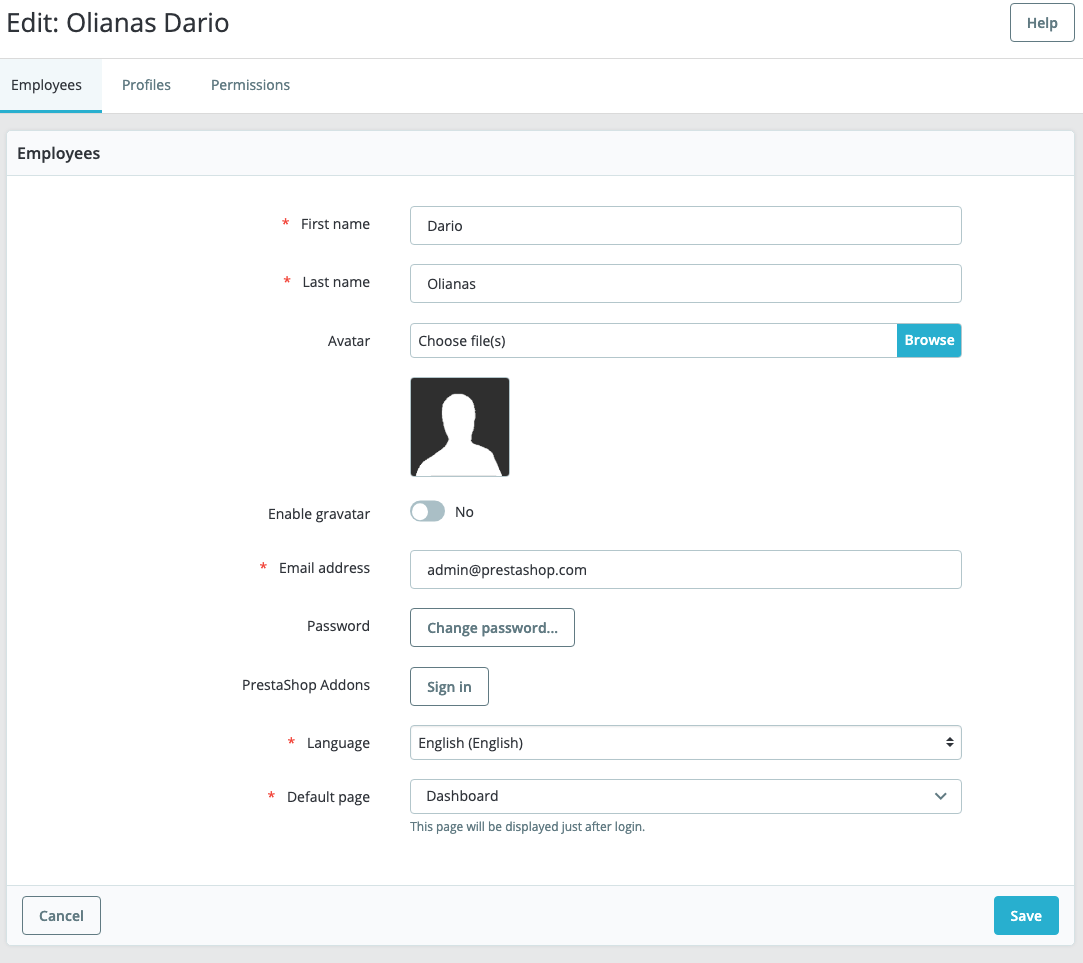 Edit: Olianas Dario
Help
Employees Profiles Permissions
Employees
* First name Dario
* Last name Olianas
Avatar Choose file(s) Browse
Enable gravatar No
* Email address admin@prestashop.com
Password Change password...
PrestaShop Addons Sign in
* Language English (English)
* Default page Dashboard
This page will be displayed just after login.
Cancel Save